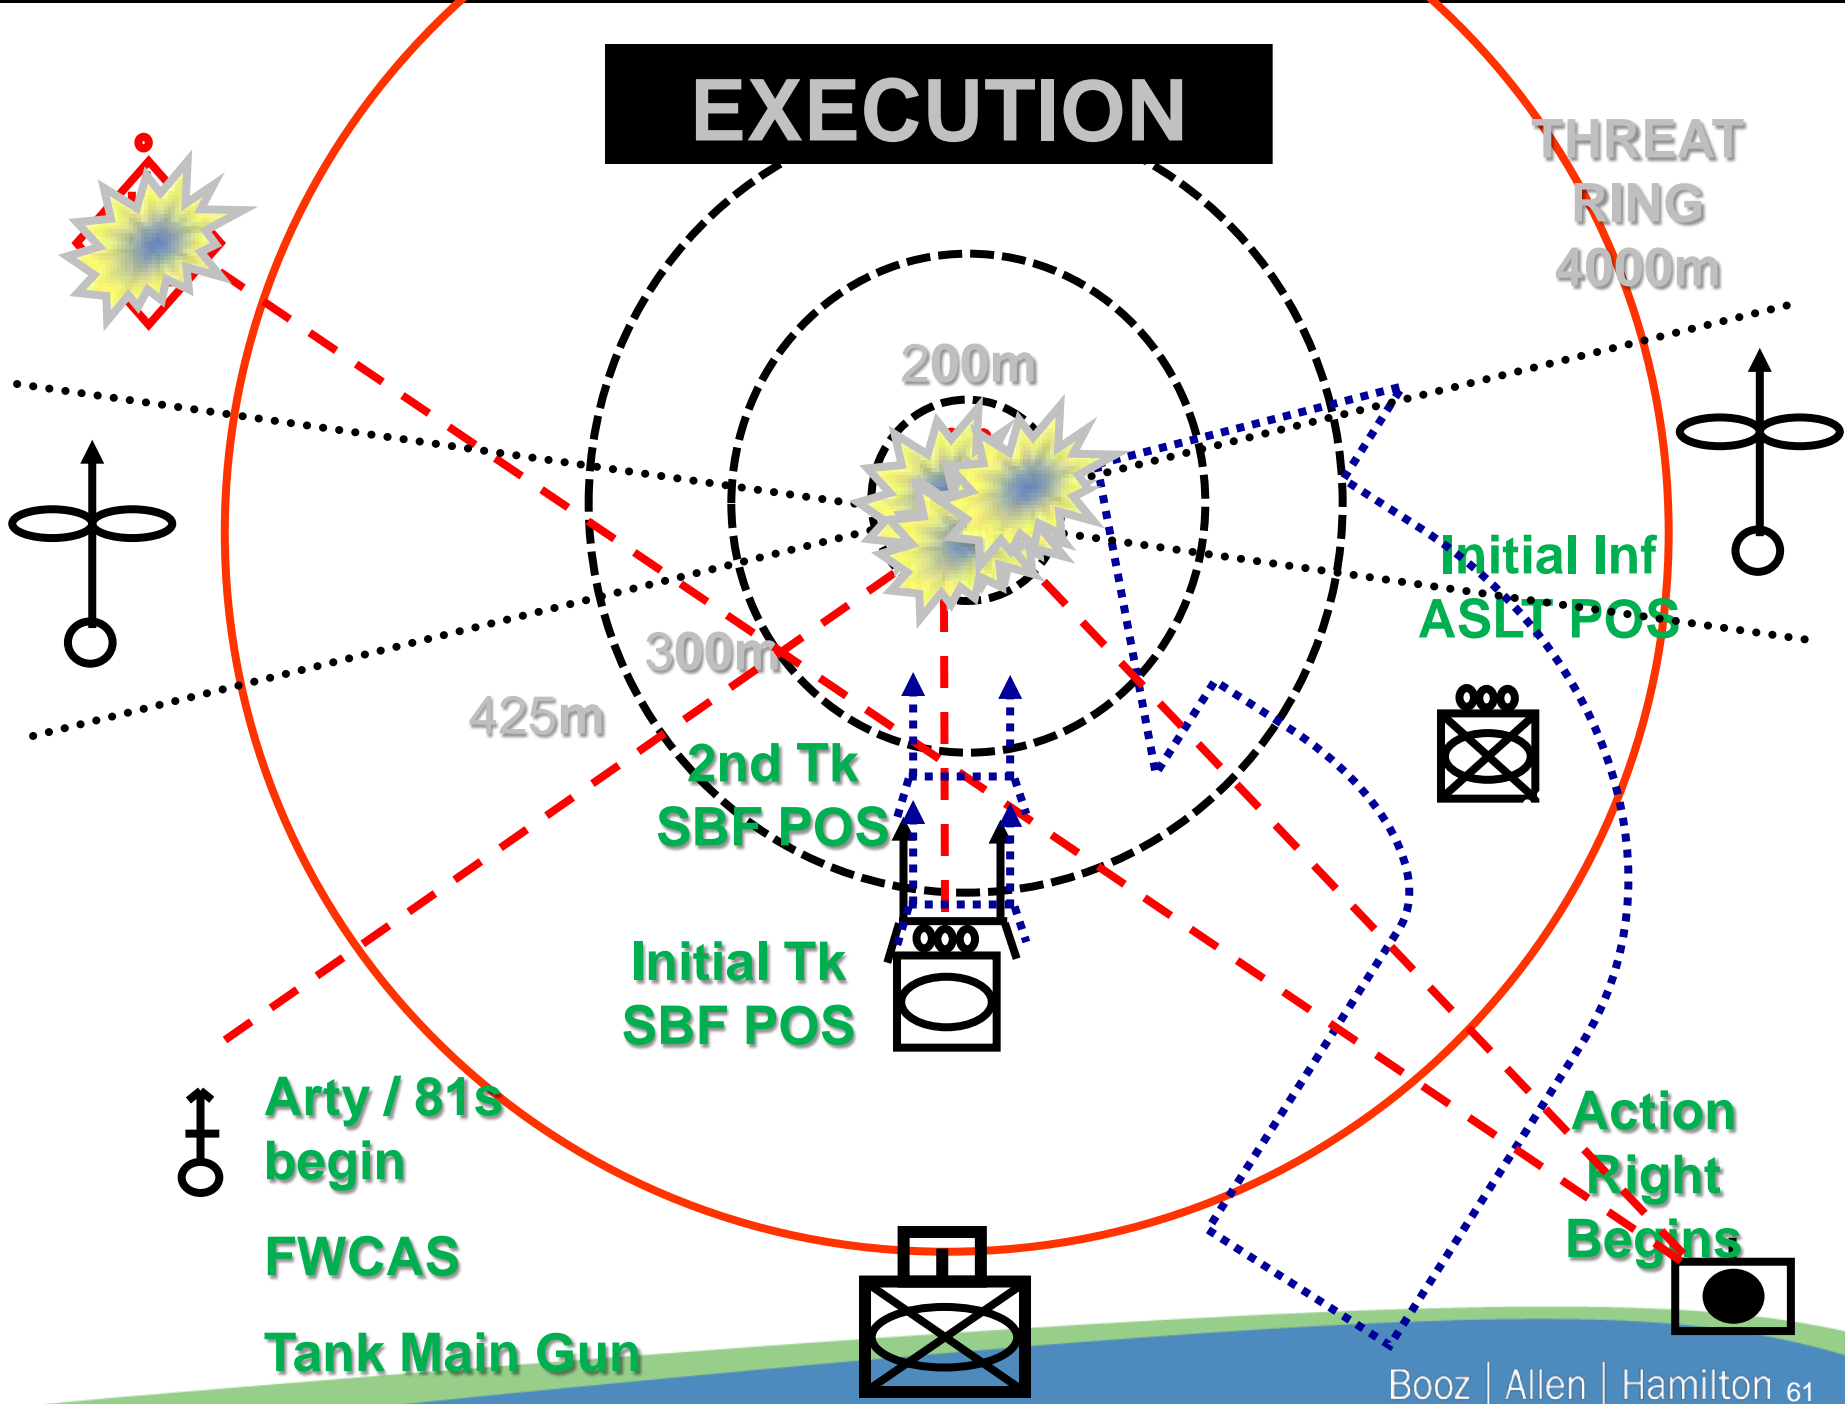 EXECUTION
THREAT
RING
4000m
200m
Initial Inf
ASLT POS
300m
425m
2nd Tk
SBF POS
Initial Tk
SBF POS
Arty / 81s
begin
Action
Right
Begins
FWCAS
Tank Main Gun
Booz | Allen | Hamilton 61